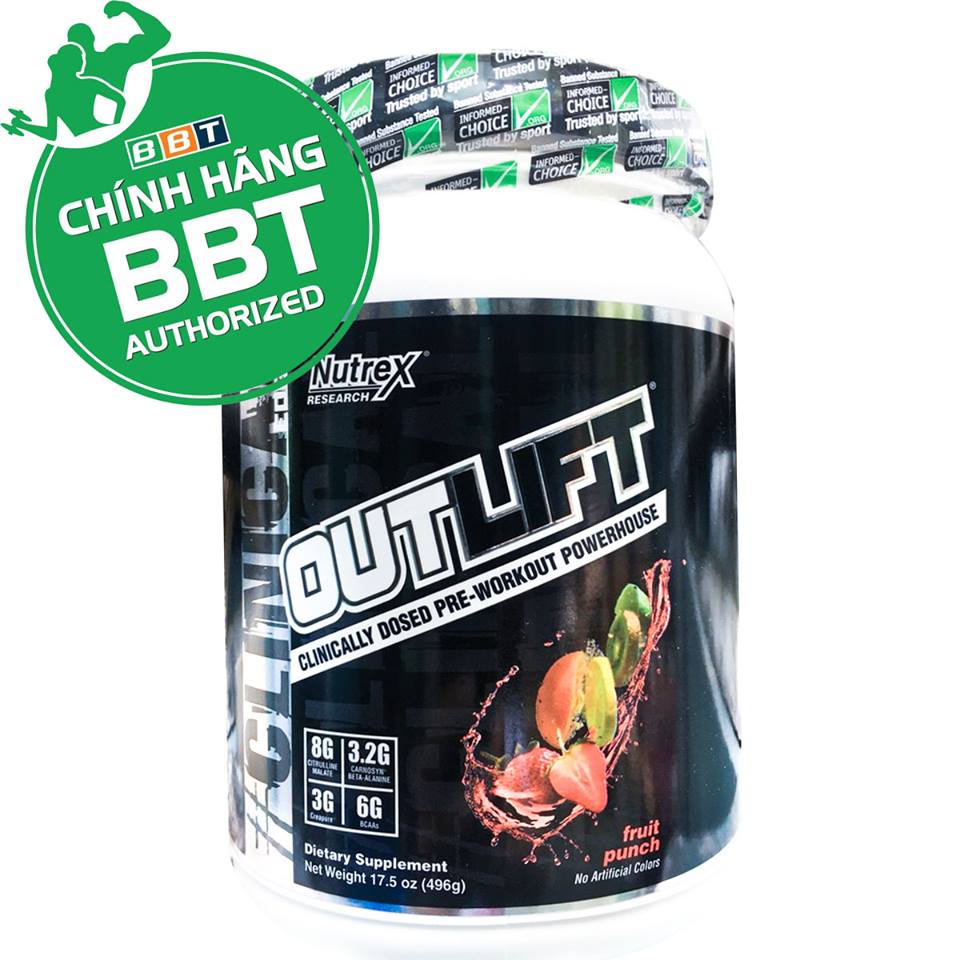 BBT
CHÍNH HÃNG
BBT
AUTHORIZED
Banned Substance Tested
INFORMED-CHOICE
.ORG
Trusted by sport
Nutrex®
RESEARCH
CLINICAL
OUTLIFT®
CLINICALLY DOSED PRE-WORKOUT POWERHOUSE
8G
CITRULLINE
MALATE
3.2G
CARNOSYN®
BETA-ALANINE
3G
Creapure®
6G
BCAAs
Dietary Supplement
Net Weight 17.5 oz (496g)
fruit
punch
No Artificial Colors